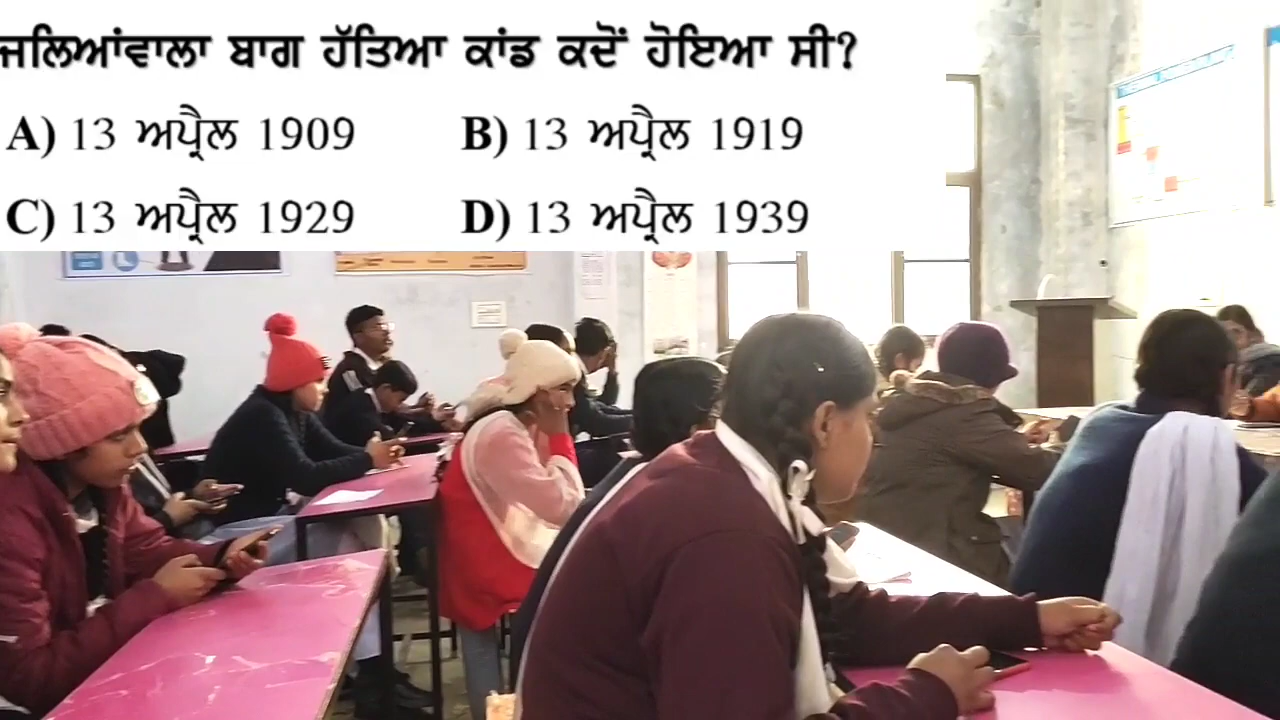 ਜਲਿਆਂਵਾਲਾ ਬਾਗ ਹੱਤਿਆ ਕਾਂਡ ਕਦੋਂ ਹੋਇਆ ਸੀ?
A) 13 ਅਪ੍ਰੈਲ 1909 B) 13 ਅਪ੍ਰੈਲ 1919
C) 13 ਅਪ੍ਰੈਲ 1929 D) 13 ਅਪ੍ਰੈਲ 1939